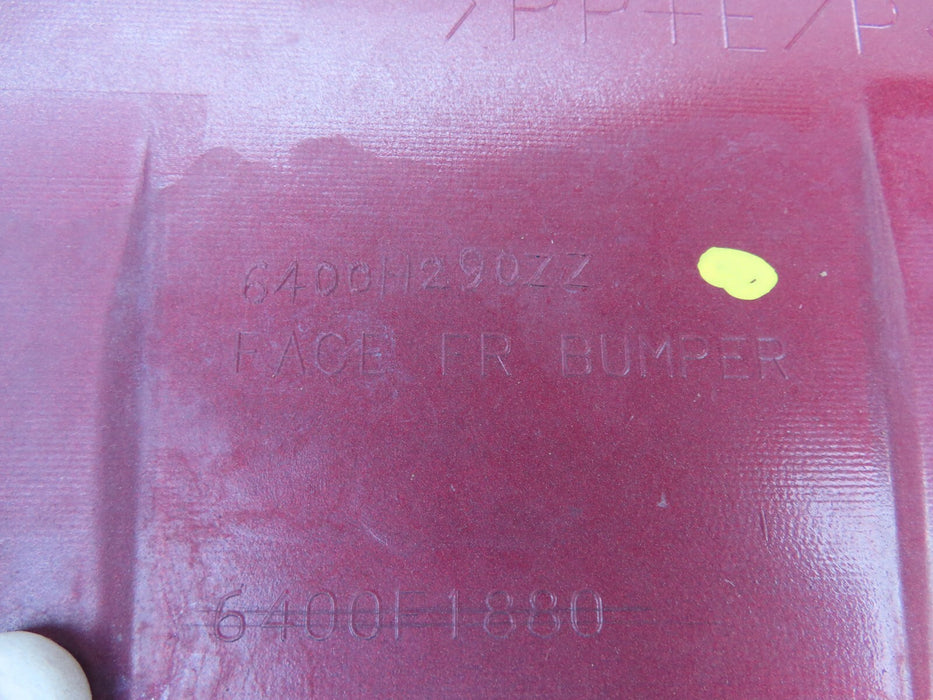 >PP+E/P
6400H290ZZ
FACE FR BUMPER
6400F1880